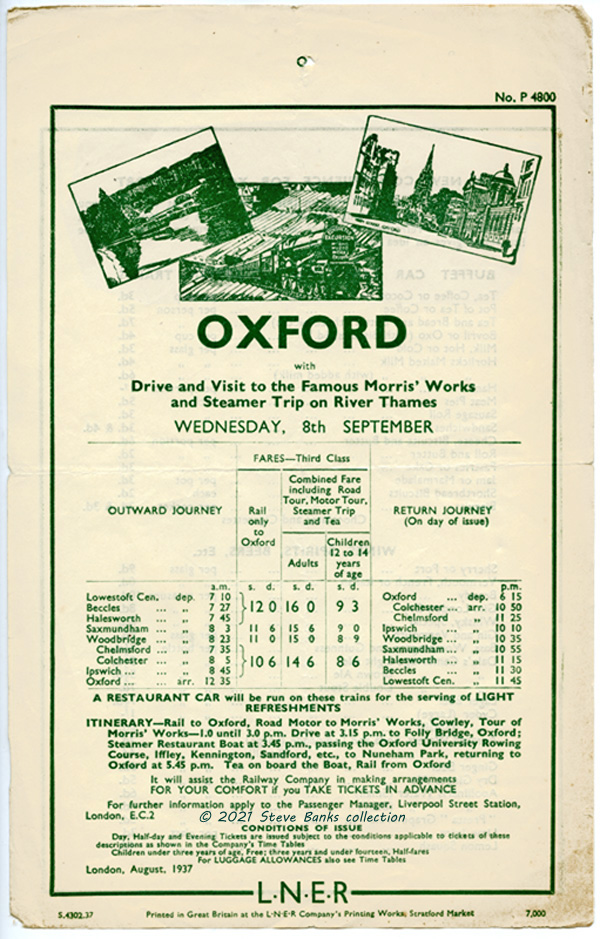 No. P 4800
EXCURSION
OXFORD
with
Drive and Visit to the Famous Morris' Works
and Steamer Trip on River Thames
WEDNESDAY, 8th SEPTEMBER
FARES—Third Class
OUTWARD JOURNEY
Rail only to Oxford
Combined Fare including Road Tour, Motor Tour, Steamer Trip and Tea
Adults
Children 12 to 14 years of age
RETURN JOURNEY
(On day of issue)
a.m. s. d. s. d. s. d. p.m.
Lowestoft Cen. dep. 7 10 Oxford ... dep. 6 15
Beccles ... „ 7 27 12 0 16 0 9 3 Colchester ... arr. 10 50
Halesworth ... „ 7 45 Chelmsford „ 11 25
Saxmundham ... „ 8 3 11 6 15 6 9 0 Ipswich ... „ 10 10
Woodbridge ... „ 8 23 11 0 15 0 8 9 Woodbridge ... „ 10 35
Chelmsford ... „ 7 35 Saxmundham... „ 10 55
Colchester ... „ 8 5 10 6 14 6 8 6 Halesworth ... „ 11 15
Ipswich ... ... „ 8 45 Beccles ... „ 11 30
Oxford ... ... arr. 12 35 Lowestoft Cen. „ 11 45
A RESTAURANT CAR will be run on these trains for the serving of LIGHT
REFRESHMENTS
ITINERARY—Rail to Oxford, Road Motor to Morris' Works, Cowley, Tour of
Morris' Works—1.0 until 3.0 p.m. Drive at 3.15 p.m. to Folly Bridge, Oxford;
Steamer Restaurant Boat at 3.45 p.m., passing the Oxford University Rowing
Course, Iffley, Kennington, Sandford, etc., to Nuneham Park, returning to
Oxford at 5.45 p.m. Tea on board the Boat, Rail from Oxford
It will assist the Railway Company in making arrangements
FOR YOUR COMFORT if you TAKE TICKETS IN ADVANCE
For further information apply to the Passenger Manager, Liverpool Street Station,
London, E.C.2
© 2021 Steve Banks collection
CONDITIONS OF ISSUE
Day, Half-day and Evening Tickets are issued subject to the conditions applicable to tickets of these
descriptions as shown in the Company's Time Tables
Children under three years of age, Free; three years and under fourteen, Half-fares
For LUGGAGE ALLOWANCES also see Time Tables
London, August, 1937
L·N·E·R
S.4302.37 Printed in Great Britain at the L·N·E·R Company's Printing Works, Stratford Market 7,000